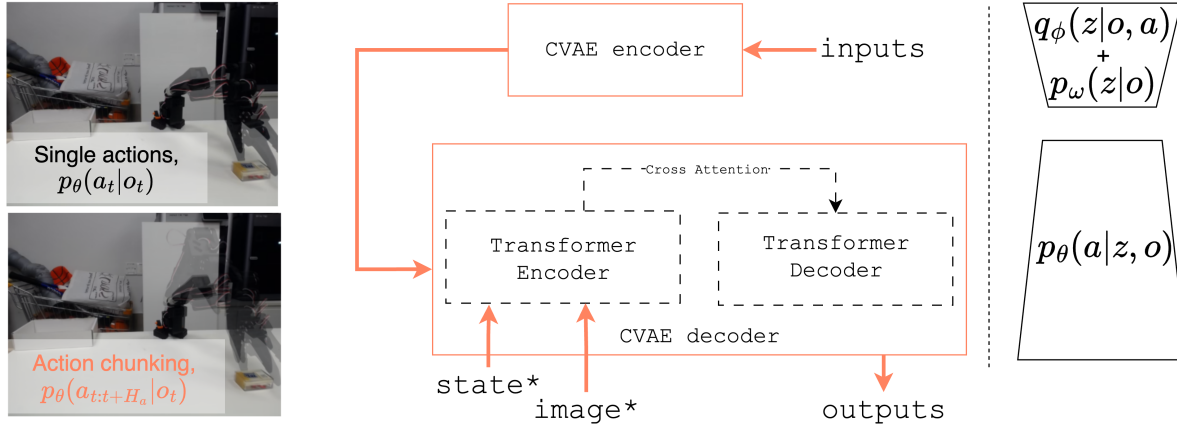 Single actions,
pθ(at|ot)
Action chunking,
pθ(at:t+Ha|ot)
CVAE encoder
inputs
Cross Attention
Transformer
Encoder
Transformer
Decoder
CVAE decoder
state*
image*
outputs
qϕ(z|o, a)
+
pω(z|o)
pθ(a|z, o)